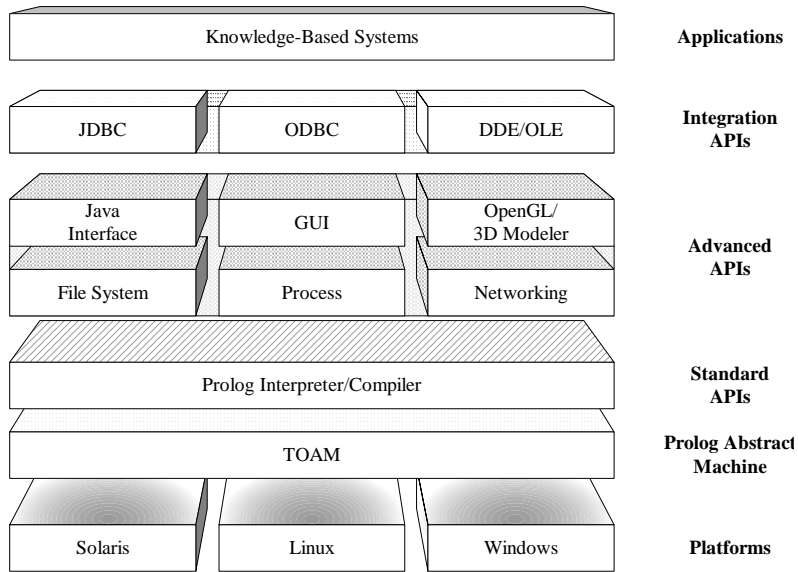 Knowledge-Based Systems
Applications
JDBC
ODBC
DDE/OLE
Integration
APIs
Java
Interface
GUI
OpenGL/
3D Modeler
Advanced
APIs
File System
Process
Networking
Prolog Interpreter/Compiler
Standard
APIs
TOAM
Prolog Abstract
Machine
Solaris
Linux
Windows
Platforms